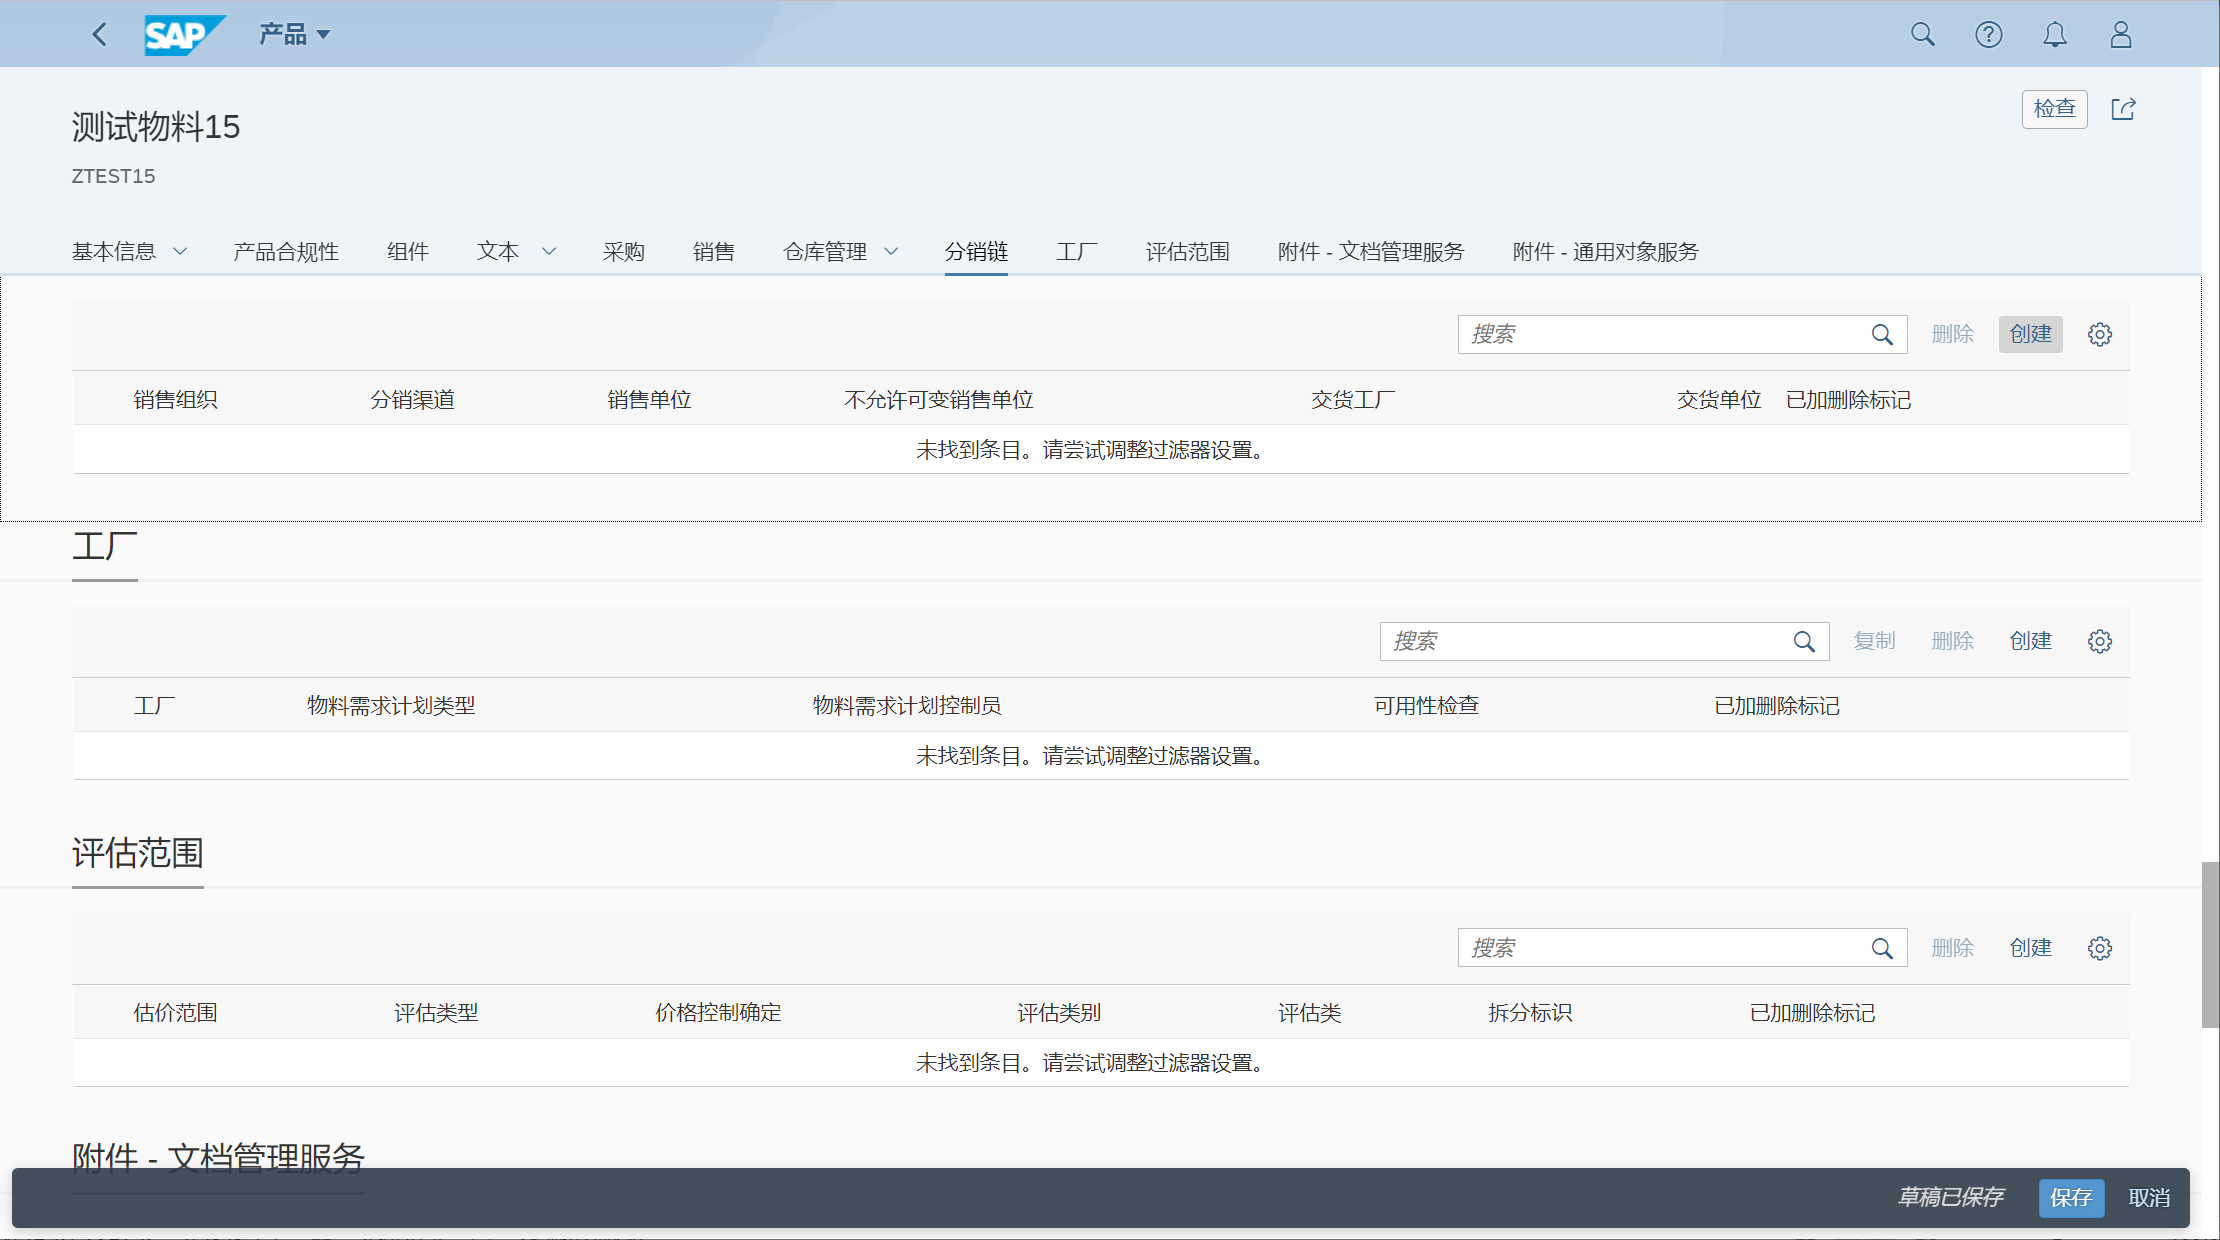 SAP 产品
检查
测试物料15
ZTEST15
基本信息 产品合规性 组件 文本 采购 销售 仓库管理 分销链 工厂 评估范围 附件 - 文档管理服务 附件 - 通用对象服务
搜索 删除 创建
销售组织 分销渠道 销售单位 不允许可变销售单位 交货工厂 交货单位 已加删除标记
未找到条目。请尝试调整过滤器设置。
工厂
搜索 复制 删除 创建
工厂 物料需求计划类型 物料需求计划控制员 可用性检查 已加删除标记
未找到条目。请尝试调整过滤器设置。
评估范围
搜索 删除 创建
估价范围 评估类型 价格控制确定 评估类别 评估类 拆分标识 已加删除标记
未找到条目。请尝试调整过滤器设置。
附件 - 文档管理服务
草稿已保存 保存 取消